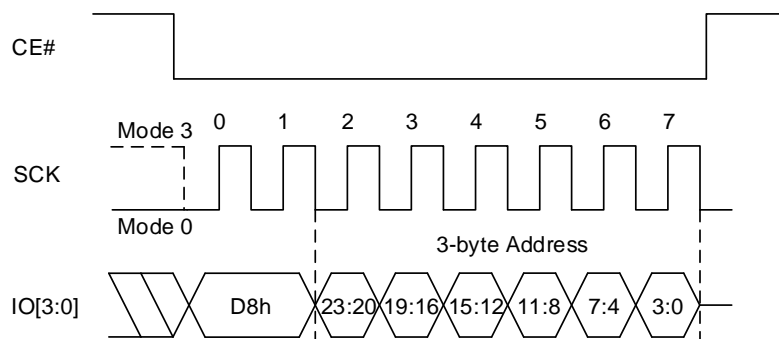 CE#
0 1 2 3 4 5 6 7
Mode 3
SCK
Mode 0
3-byte Address
IO[3:0] D8h 23:20 19:16 15:12 11:8 7:4 3:0